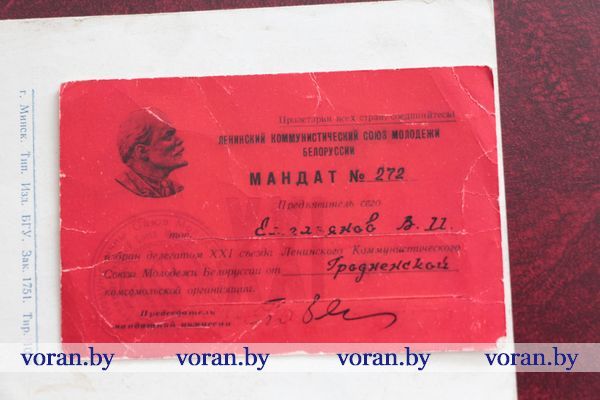 Пролетарии всех стран, соединяйтесь!
ЛЕНИНСКИЙ КОММУНИСТИЧЕСКИЙ СОЮЗ МОЛОДЕЖИ
БЕЛОРУССИИ
МАНДАТ № 272
Предъявитель сего
тов. В. И.
избран делегатом XXI съезда Ленинского Коммунистического
Союза Молодежи Белоруссии от Гродненской
комсомольской организации.
Председатель
мандатной комиссии
г. Минск. Тип. Изд. БГУ. Зак. 1751. Тир.
voran.by voran.by voran.by voran.by